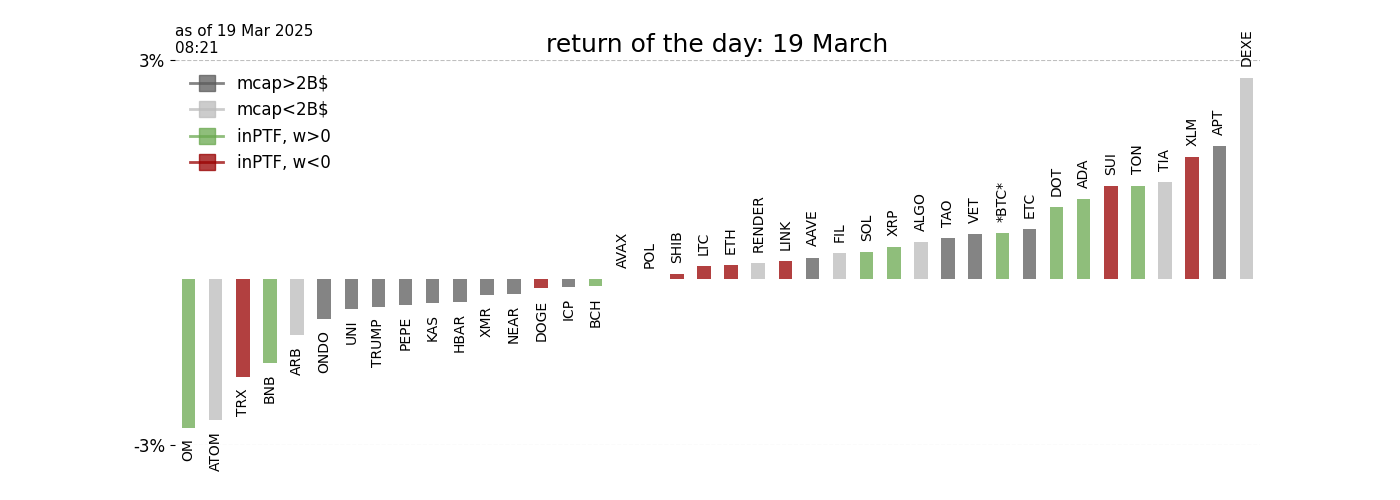 as of 19 Mar 2025
08:21
return of the day: 19 March
3%
-3%
mcap>2B$
mcap<2B$
inPTF, w>0
inPTF, w<0
OM
ATOM
TRX
BNB
ARB
ONDO
UNI
TRUMP
PEPE
KAS
HBAR
XMR
NEAR
DOGE
ICP
BCH
AVAX
POL
SHIB
LTC
ETH
RENDER
LINK
AAVE
FIL
SOL
XRP
ALGO
TAO
VET
*BTC*
ETC
DOT
ADA
SUI
TON
TIA
XLM
APT
DEXE